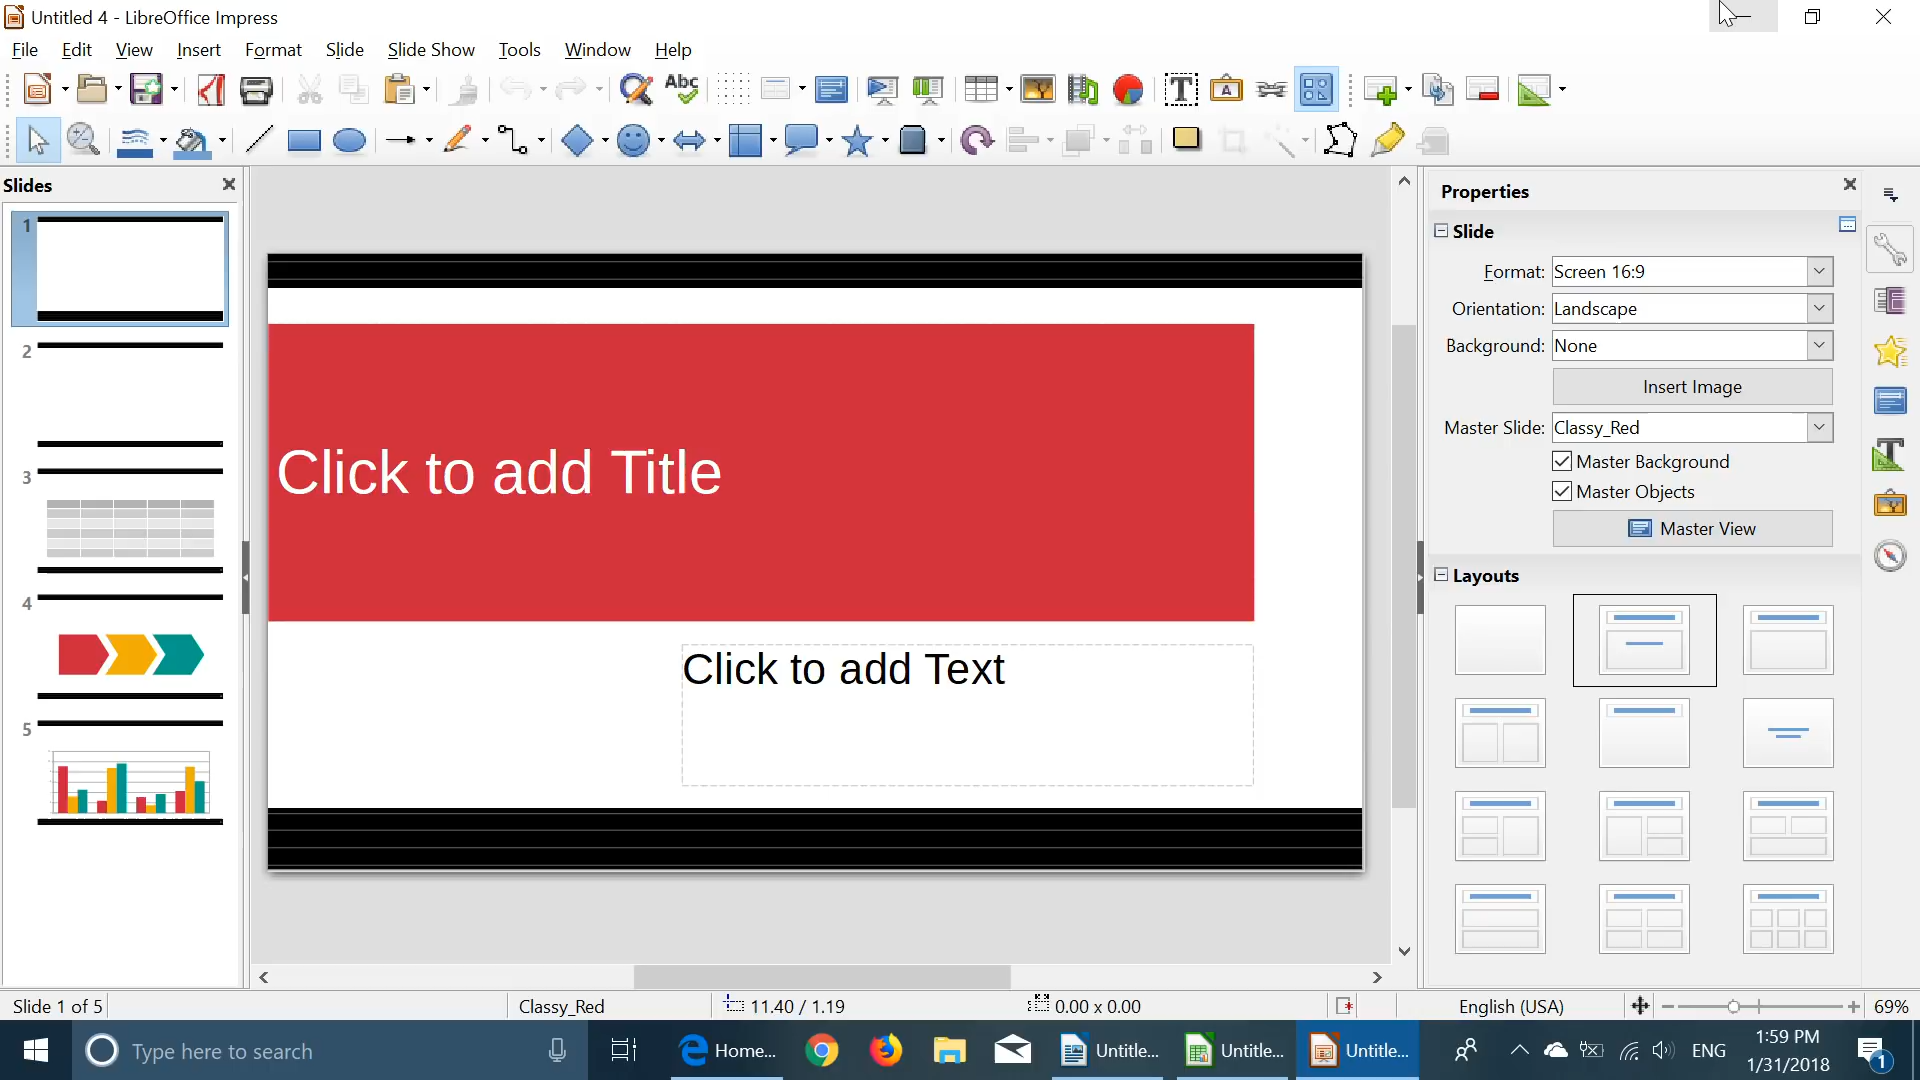 Untitled 4 - LibreOffice Impress
File Edit View Insert Format Slide Slide Show Tools Window Help
Abc
T
A
Slides
1
2
3
4
5
Click to add Title
Click to add Text
Properties
Slide
Format: Screen 16:9
Orientation: Landscape
Background: None
Insert Image
Master Slide: Classy_Red
Master Background
Master Objects
Master View
Layouts
Slide 1 of 5 Classy_Red 11.40 / 1.19 0.00 x 0.00 English (USA) 69%
Type here to search Home... Untitle... Untitle... Untitle... ENG
1:59 PM
1/31/2018
1